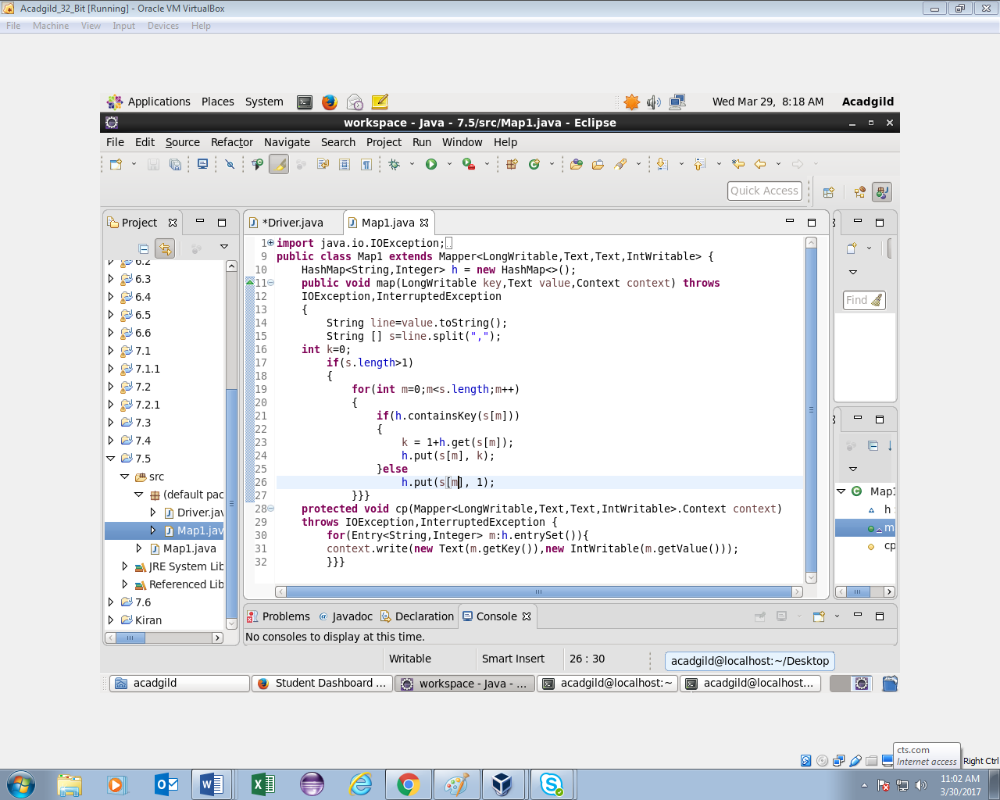 Acadgild_32_Bit [Running] - Oracle VM VirtualBox
File Machine View Input Devices Help
Applications Places System
Wed Mar 29, 8:18 AM Acadgild
workspace - Java - 7.5/src/Map1.java - Eclipse
File Edit Source Refactor Navigate Search Project Run Window Help
Quick Access
Project
*Driver.java
Map1.java
6.2
6.3
6.4
6.5
6.6
7.1
7.1.1
7.2
7.2.1
7.3
7.4
7.5
src
(default pac
Driver.jav
Map1.jav
Map1.java
JRE System Lib
Referenced Lib
7.6
Kiran
1 import java.io.IOException;
9 public class Map1 extends Mapper<LongWritable,Text,Text,IntWritable> {
10 HashMap<String,Integer> h = new HashMap<>();
11 public void map(LongWritable key,Text value,Context context) throws
12 IOException,InterruptedException
13 {
14 String line=value.toString();
15 String [] s=line.split(",");
16 int k=0;
17 if(s.length>1)
18 {
19 for(int m=0;m<s.length;m++)
20 {
21 if(h.containsKey(s[m]))
22 {
23 k = 1+h.get(s[m]);
24 h.put(s[m], k);
25 }else
26 h.put(s[m], 1);
27 }}}
28 protected void cp(Mapper<LongWritable,Text,Text,IntWritable>.Context context)
29 throws IOException,InterruptedException {
30 for(Entry<String,Integer> m:h.entrySet()){
31 context.write(new Text(m.getKey()),new IntWritable(m.getValue()));
32 }}}
Find
Map1
h
m
cp
Problems @ Javadoc Declaration Console
No consoles to display at this time.
Writable
Smart Insert
26 : 30
acadgild@localhost:~/Desktop
acadgild
Student Dashboard ...
workspace - Java - ...
acadgild@localhost:~
acadgild@localhost...
cts.com
Internet access
Right Ctrl
11:02 AM
3/30/2017